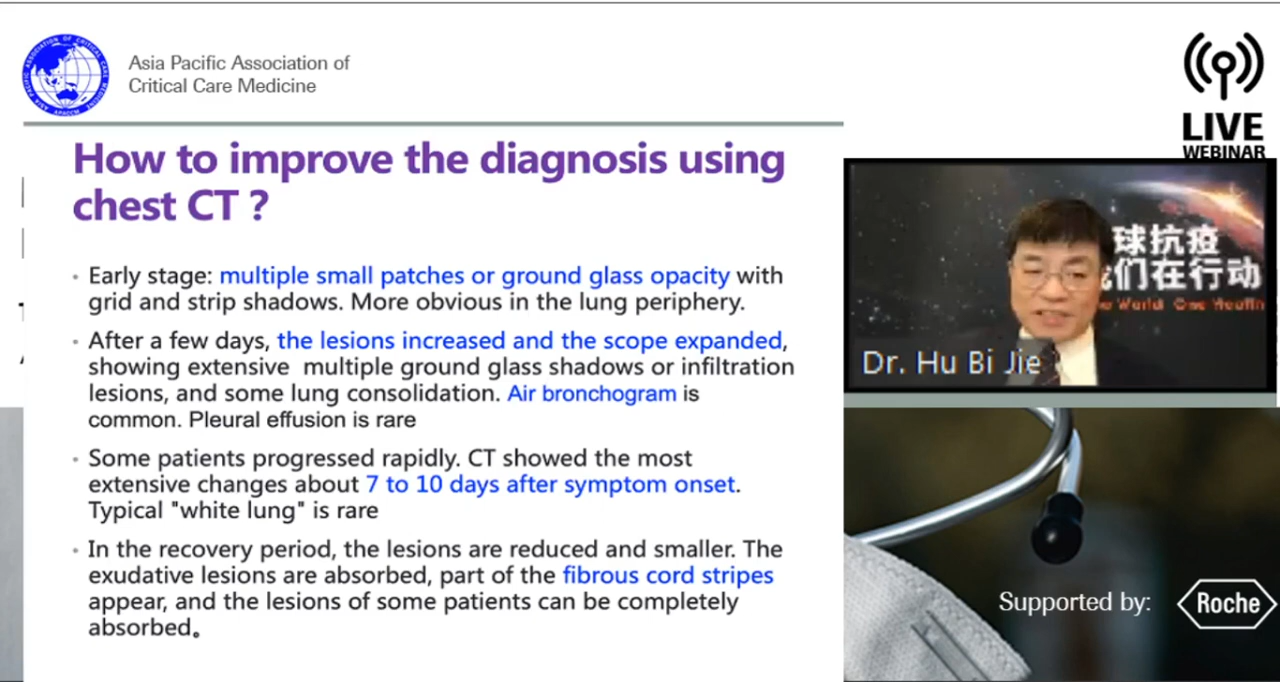 Asia Pacific Association of
Critical Care Medicine
LIVE
WEBINAR
How to improve the diagnosis using
chest CT ?
• Early stage: multiple small patches or ground glass opacity with
grid and strip shadows. More obvious in the lung periphery.
• After a few days, the lesions increased and the scope expanded,
showing extensive multiple ground glass shadows or infiltration
lesions, and some lung consolidation. Air bronchogram is
common. Pleural effusion is rare
• Some patients progressed rapidly. CT showed the most
extensive changes about 7 to 10 days after symptom onset.
Typical "white lung" is rare
• In the recovery period, the lesions are reduced and smaller. The
exudative lesions are absorbed, part of the fibrous cord stripes
appear, and the lesions of some patients can be completely
absorbed。
球抗疫
们在行动
World One Health
Dr. Hu Bi Jie
Supported by:
Roche